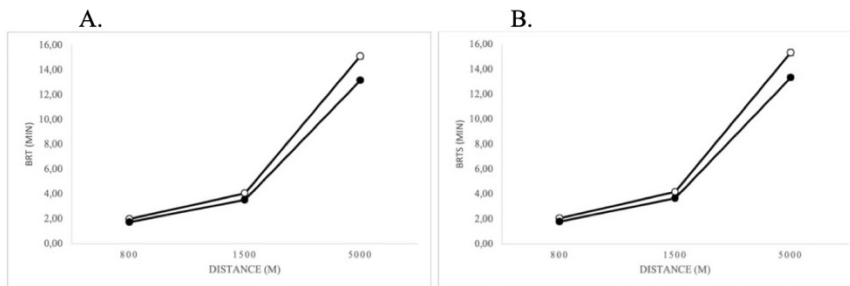 A.
16,00
14,00
12,00
10,00
8,00
6,00
4,00
2,00
0,00
BRT (MIN)
800 1500 5000
DISTANCE (M)
B.
16,00
14,00
12,00
10,00
8,00
6,00
4,00
2,00
0,00
BRTS (MIN)
800 1500 5000
DISTANCE (M)